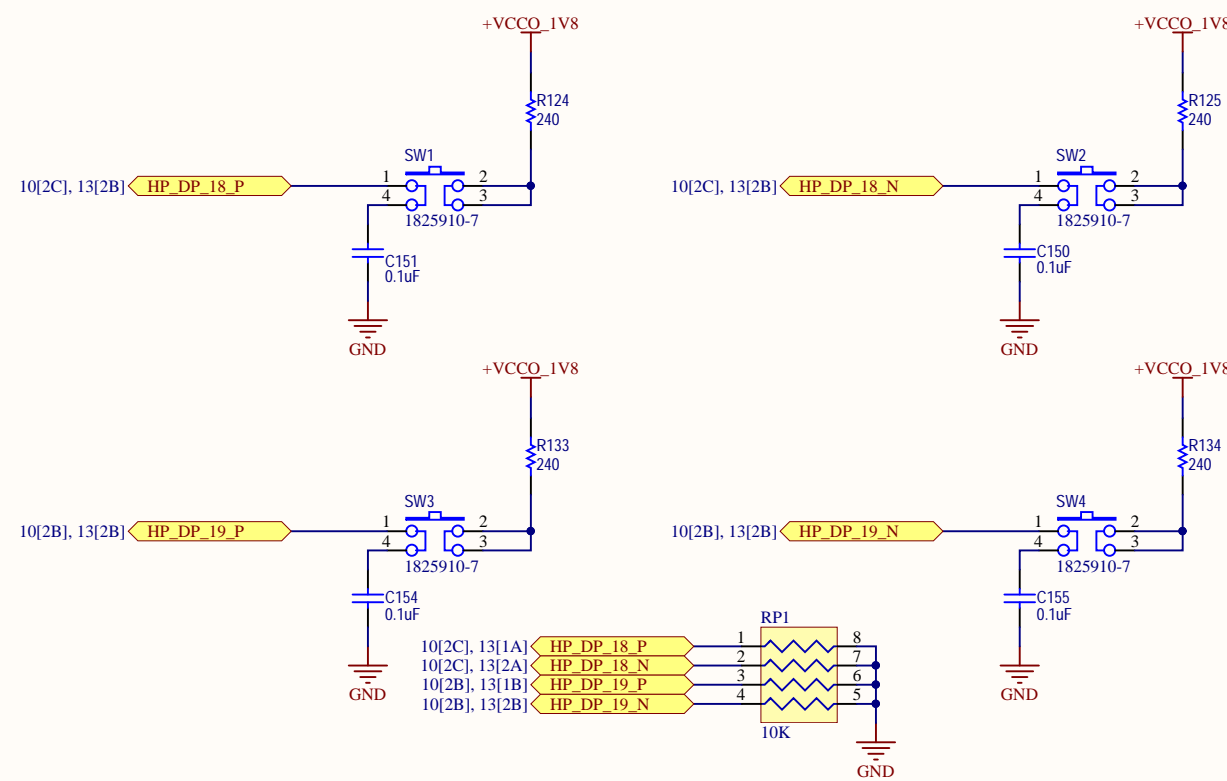 +VCCO_1V8
R124
240
SW1
10[2C], 13[2B] HP_DP_18_P
1 2
4 3
1825910-7
C151
0.1uF
GND
+VCCO_1V8
R125
240
SW2
10[2C], 13[2B] HP_DP_18_N
1 2
4 3
1825910-7
C150
0.1uF
GND
+VCCO_1V8
R133
240
SW3
10[2B], 13[2B] HP_DP_19_P
1 2
4 3
1825910-7
C154
0.1uF
GND
+VCCO_1V8
R134
240
SW4
10[2B], 13[2B] HP_DP_19_N
1 2
4 3
1825910-7
C155
0.1uF
GND
RP1
10[2C], 13[1A] HP_DP_18_P 1 8
10[2C], 13[2A] HP_DP_18_N 2 7
10[2B], 13[1B] HP_DP_19_P 3 6
10[2B], 13[2B] HP_DP_19_N 4 5
10K
GND